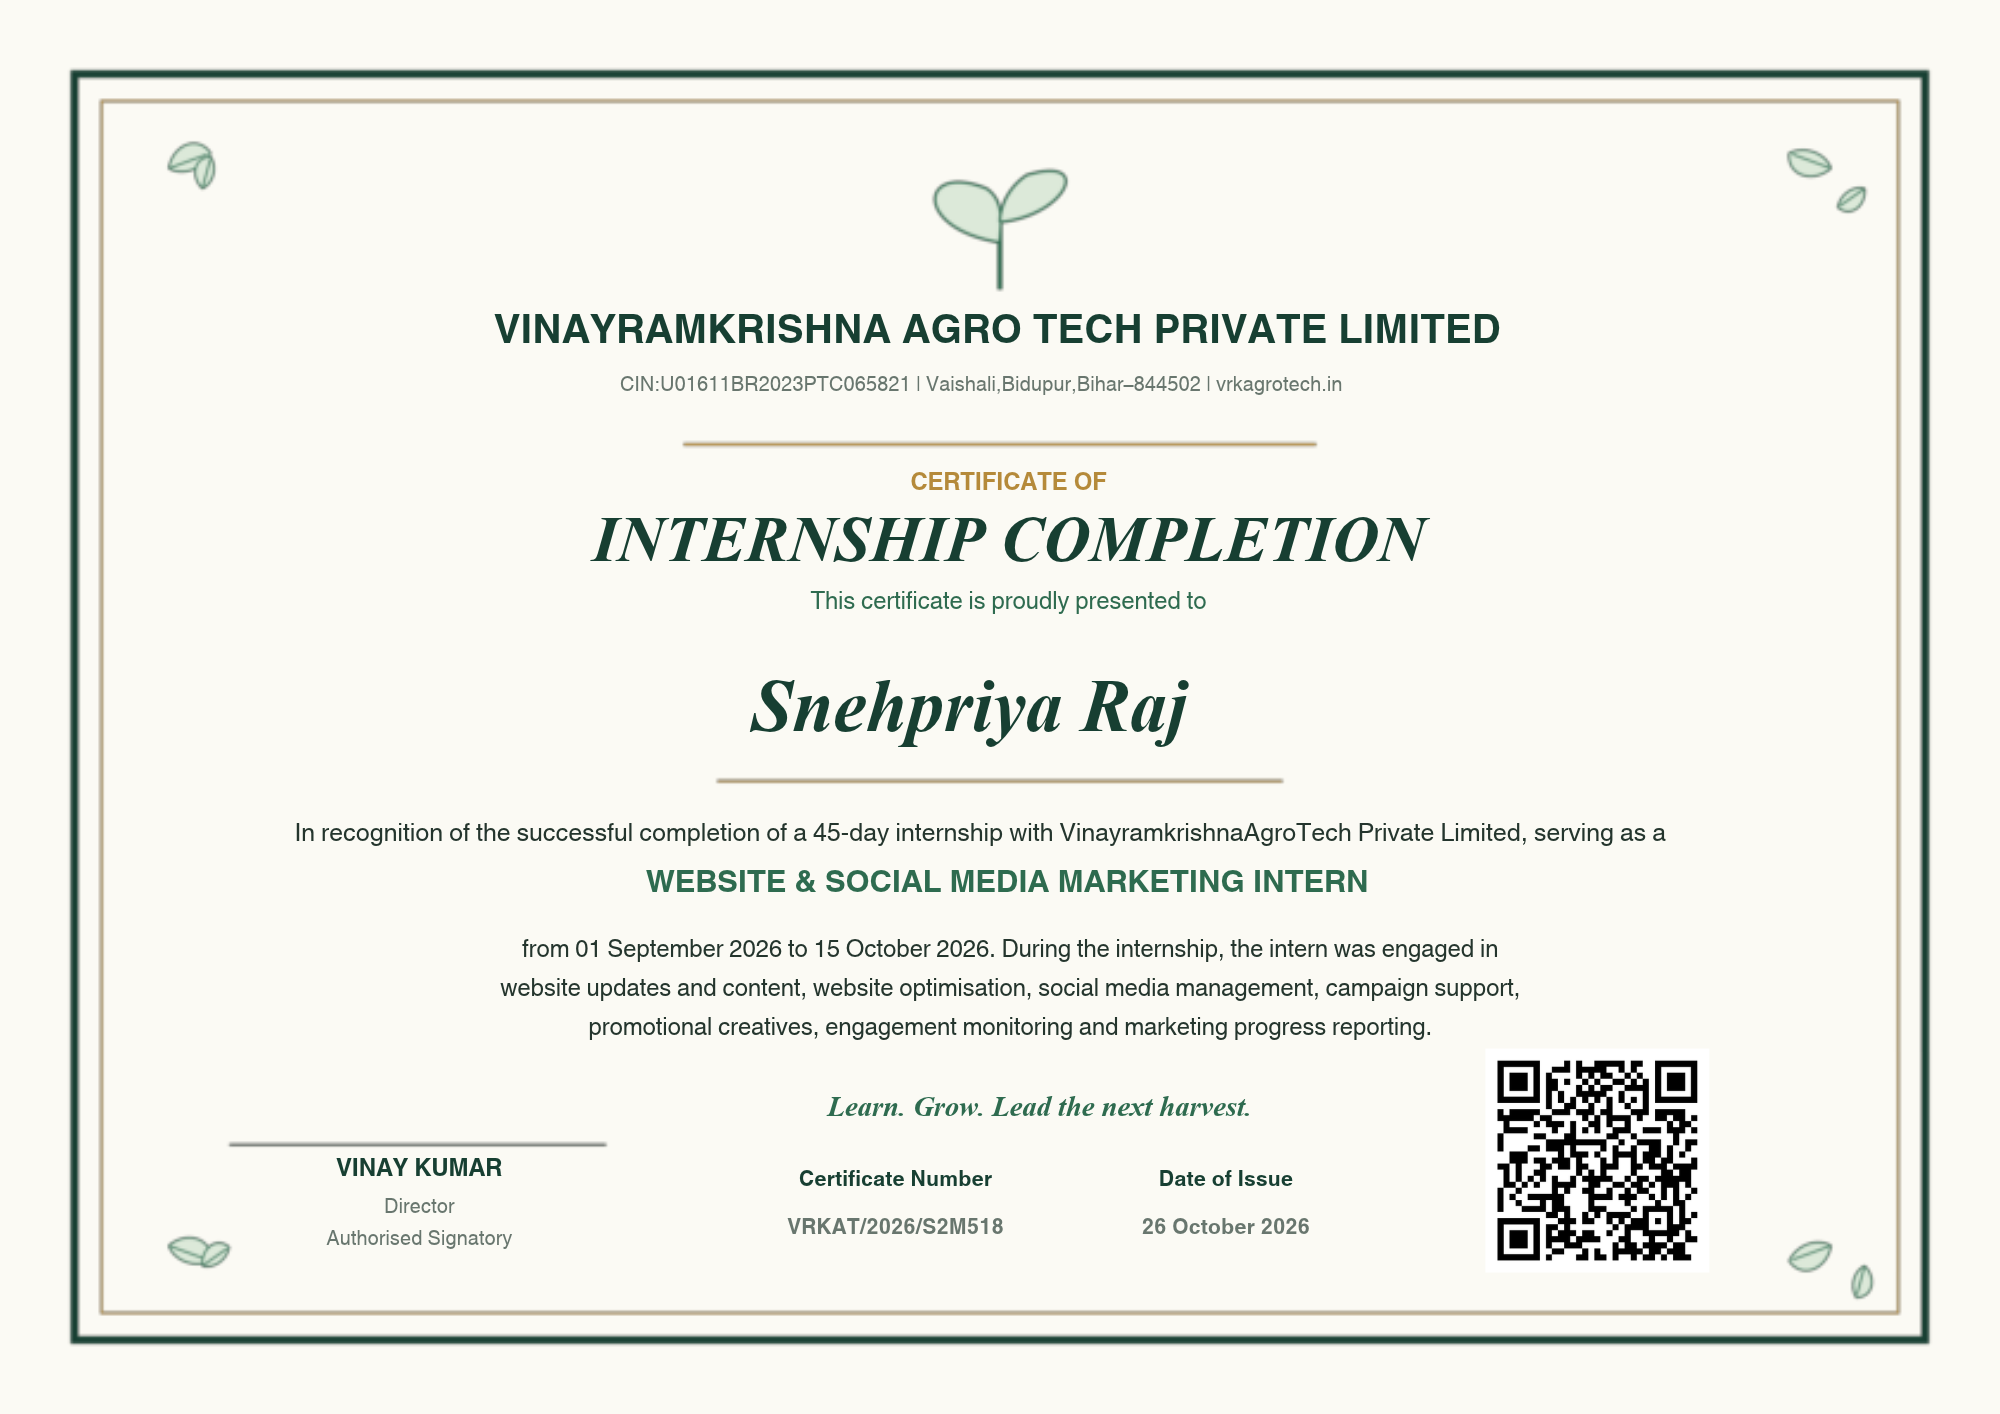 VINAYRAMKRISHNA AGRO TECH PRIVATE LIMITED
CIN:U01611BR2023PTC065821 | Vaishali,Bidupur,Bihar–844502 | vrkagrotech.in
CERTIFICATE OF
INTERNSHIP COMPLETION
This certificate is proudly presented to
Snehpriya Raj
In recognition of the successful completion of a 45-day internship with VinayramkrishnaAgroTech Private Limited, serving as a
WEBSITE & SOCIAL MEDIA MARKETING INTERN
from 01 September 2026 to 15 October 2026. During the internship, the intern was engaged in
website updates and content, website optimisation, social media management, campaign support,
promotional creatives, engagement monitoring and marketing progress reporting.
Learn. Grow. Lead the next harvest.
VINAY KUMAR
Director
Authorised Signatory
Certificate Number
VRKAT/2026/S2M518
Date of Issue
26 October 2026